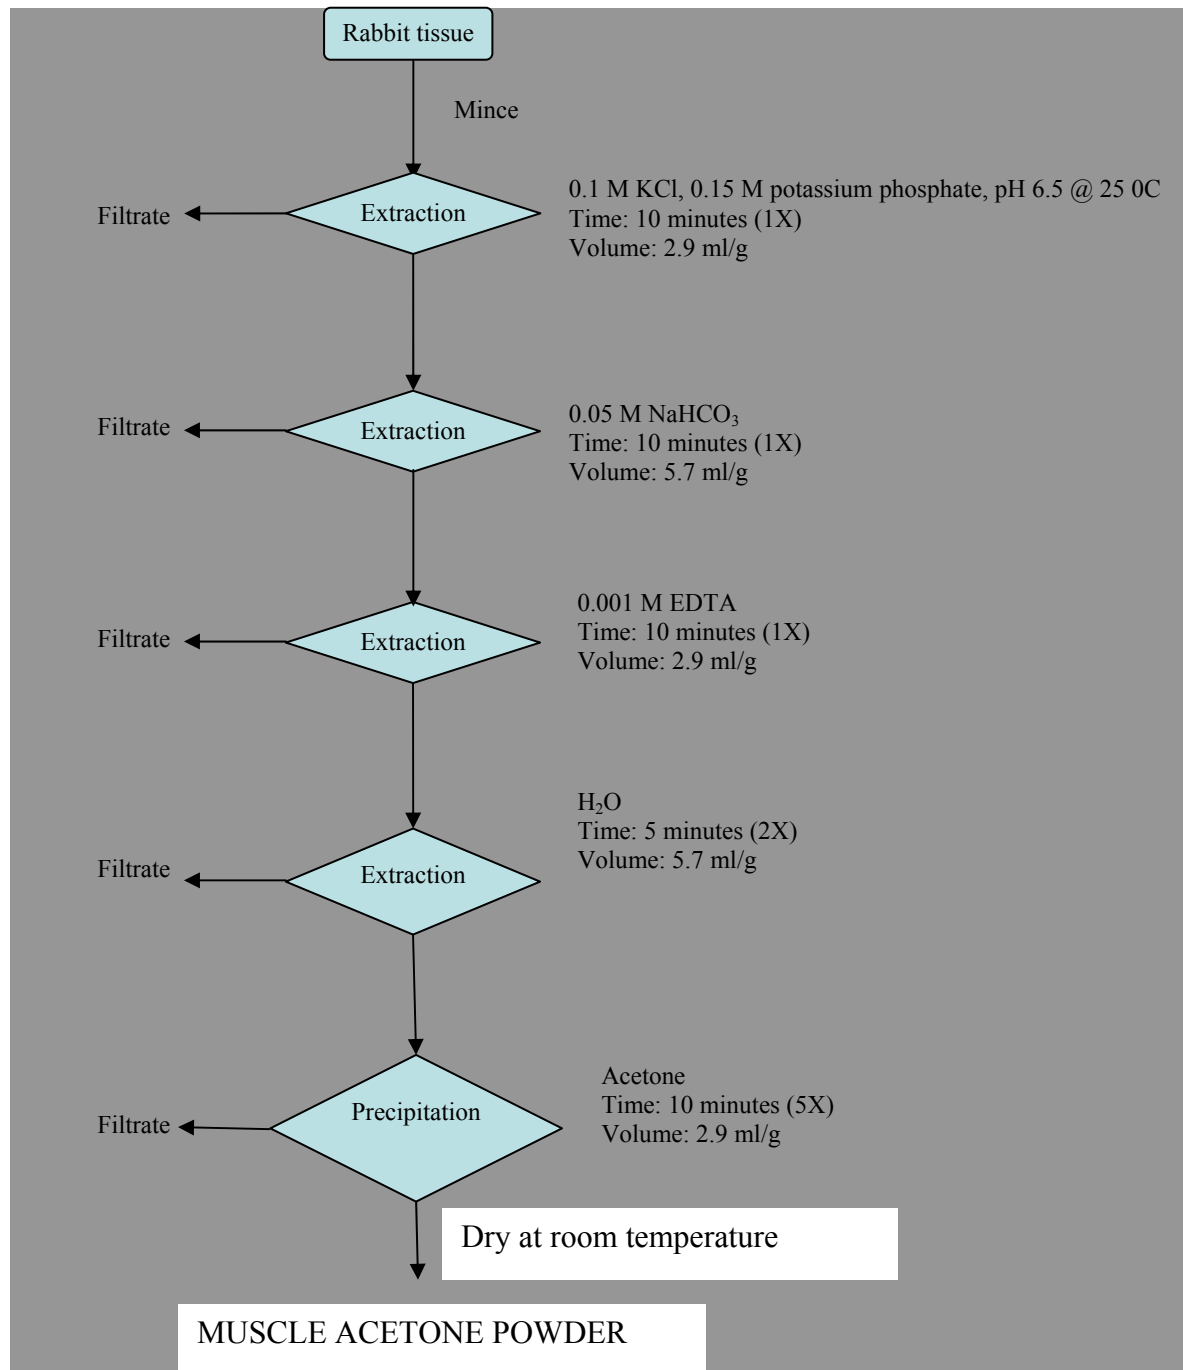 Rabbit tissue
Mince
Filtrate
Extraction
0.1 M KCl, 0.15 M potassium phosphate, pH 6.5 @ 25 0C
Time: 10 minutes (1X)
Volume: 2.9 ml/g
Filtrate
Extraction
0.05 M NaHCO₃
Time: 10 minutes (1X)
Volume: 5.7 ml/g
Filtrate
Extraction
0.001 M EDTA
Time: 10 minutes (1X)
Volume: 2.9 ml/g
Filtrate
Extraction
H₂O
Time: 5 minutes (2X)
Volume: 5.7 ml/g
Filtrate
Precipitation
Acetone
Time: 10 minutes (5X)
Volume: 2.9 ml/g
Dry at room temperature
MUSCLE ACETONE POWDER